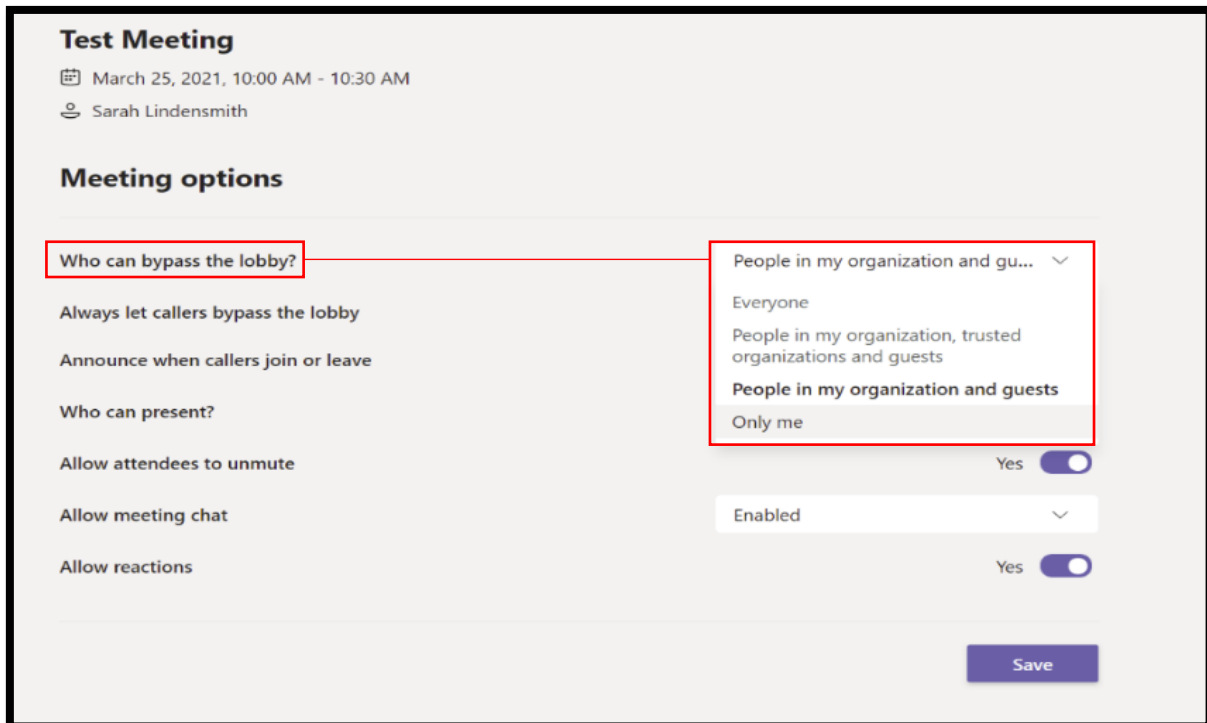 Test Meeting
March 25, 2021, 10:00 AM - 10:30 AM
Sarah Lindensmith
Meeting options
Who can bypass the lobby?
People in my organization and gu...
Everyone
People in my organization, trusted
organizations and guests
People in my organization and guests
Only me
Always let callers bypass the lobby
Announce when callers join or leave
Who can present?
Allow attendees to unmute
Yes
Allow meeting chat
Enabled
Allow reactions
Yes
Save